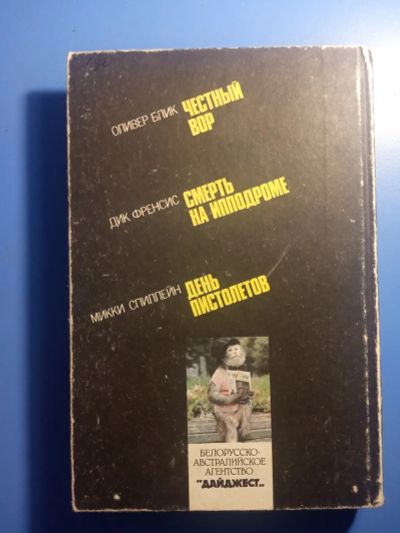 ОЛИВЕР БЛИК ЧЕСТНЫЙ
ВОР
ДИК ФРЕНСИС СМЕРТЬ
НА ИППОДРОМЕ
МИККИ СПИЛЛЕЙН ДЕНЬ
ПИСТОЛЕТОВ
БЕЛОРУССКО-
АВСТРАЛИЙСКОЕ
АГЕНТСТВО
"ДАЙДЖЕСТ„